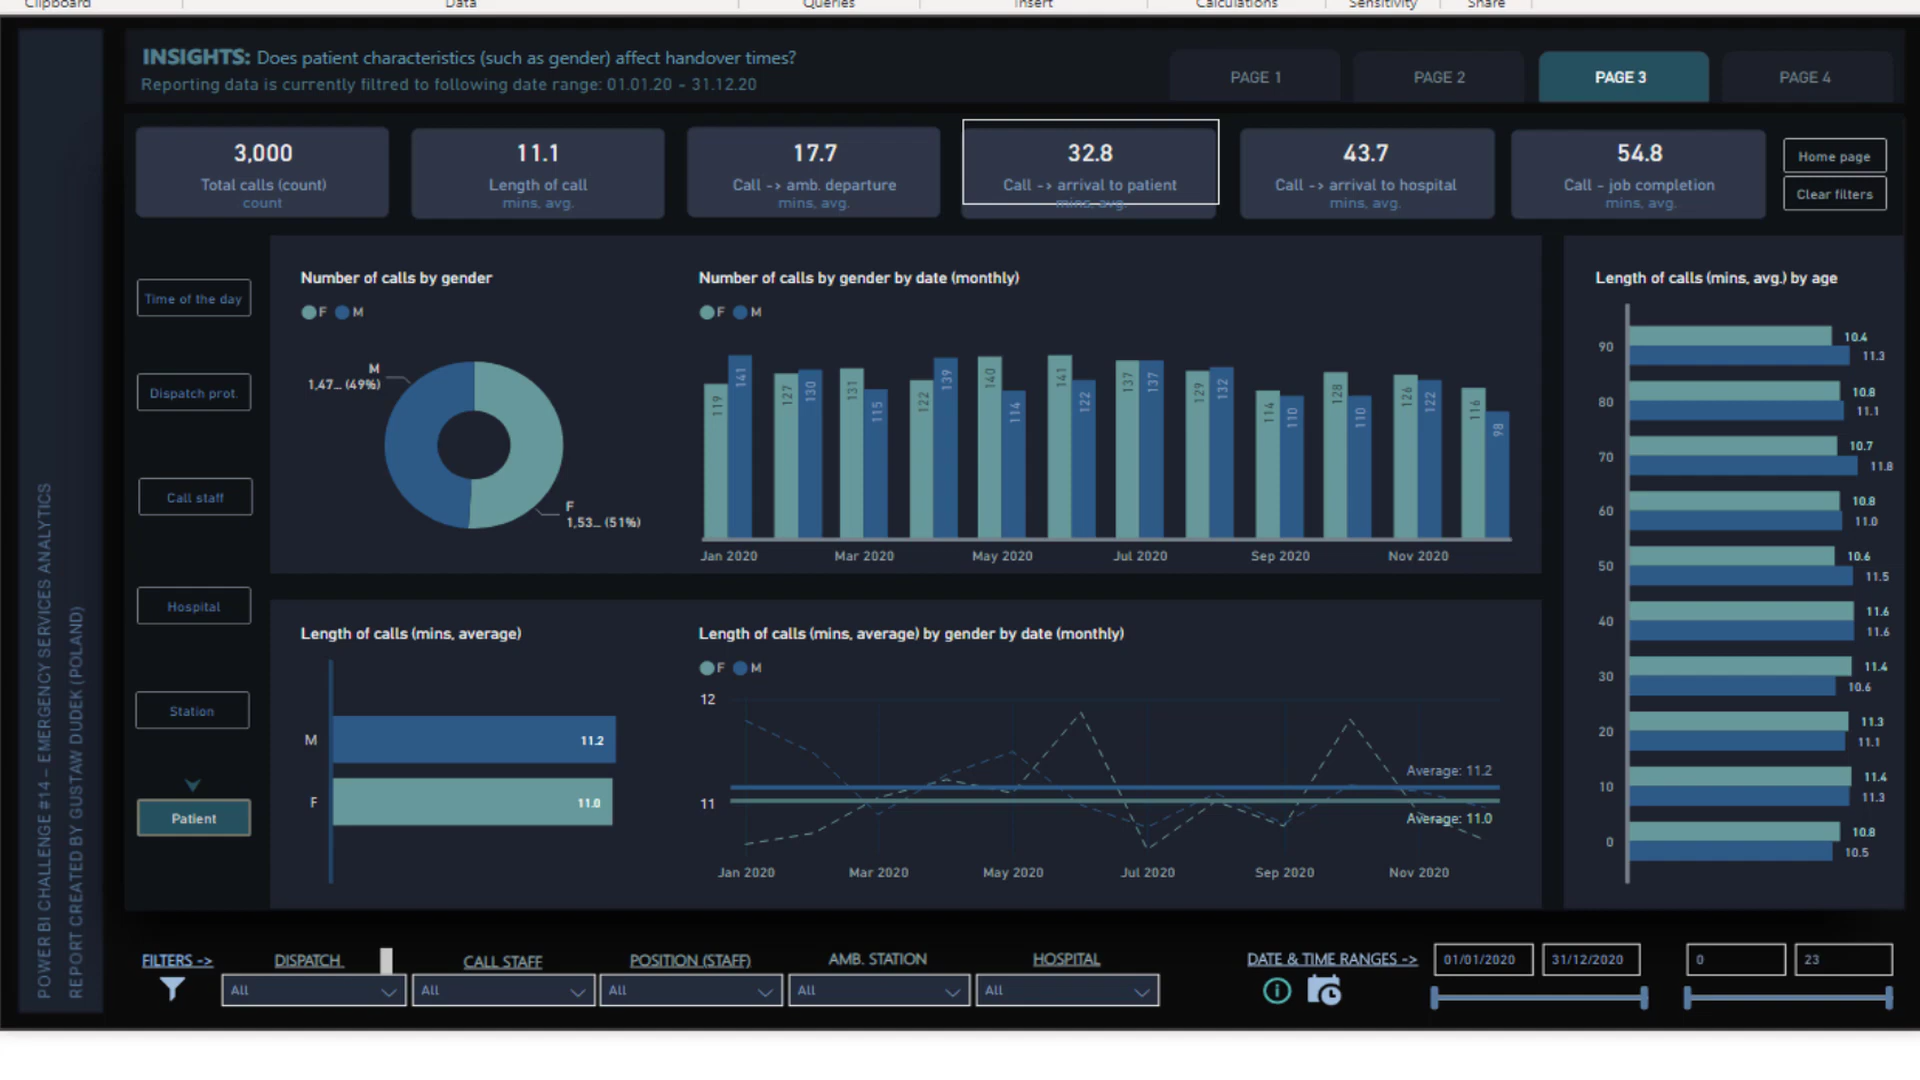 Clipboard
Data
Queries
Insert
Calculations
Sensitivity
Share
INSIGHTS: Does patient characteristics (such as gender) affect handover times?
Reporting data is currently filtred to following date range: 01.01.20 - 31.12.20
PAGE 1
PAGE 2
PAGE 3
PAGE 4
3,000
Total calls (count)
count
11.1
Length of call
mins, avg.
17.7
Call -> amb. departure
mins, avg.
32.8
Call -> arrival to patient
mins, avg.
43.7
Call -> arrival to hospital
mins, avg.
54.8
Call - job completion
mins, avg.
Home page
Clear filters
Time of the day
Dispatch prot.
Call staff
Hospital
Station
Patient
POWER BI CHALLENGE #14 – EMERGENCY SERVICES ANALYTICS
REPORT CREATED BY GUSTAW DUDEK (POLAND)
Number of calls by gender
F M
M
1,47... (49%)
F
1,53... (51%)
Number of calls by gender by date (monthly)
F M
119 141 127 130 131 115 122 139 140 114 141 122 137 137 129 132 114 110 128 110 126 122 116 98
Jan 2020 Mar 2020 May 2020 Jul 2020 Sep 2020 Nov 2020
Length of calls (mins, average)
M 11.2
F 11.0
Length of calls (mins, average) by gender by date (monthly)
F M
12
11
Average: 11.2
Average: 11.0
Jan 2020 Mar 2020 May 2020 Jul 2020 Sep 2020 Nov 2020
Length of calls (mins, avg.) by age
90 10.4
11.3
80 10.8
11.1
70 10.7
11.8
60 10.8
11.0
50 10.6
11.5
40 11.6
11.6
30 11.4
10.6
20 11.3
11.1
10 11.4
11.3
0 10.8
10.5
FILTERS ->
DISPATCH
All
CALL STAFF
All
POSITION (STAFF)
All
AMB. STATION
All
HOSPITAL
All
DATE & TIME RANGES ->
01/01/2020
31/12/2020
0
23